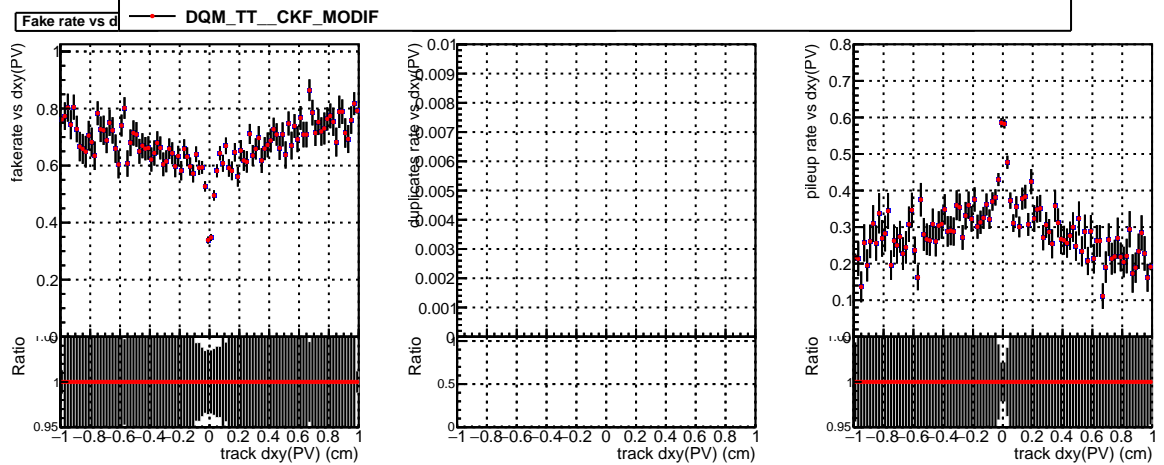 Fake rate vs d
DQM_TT__CKF_MODIF
fakerate vs dxy(PV)
1
0.8
0.6
0.4
0.2
0
Ratio
1
0.95
−1 −0.8 −0.6 −0.4 −0.2 0 0.2 0.4 0.6 0.8 1
track dxy(PV) (cm)
duplicates rate vs dxy(PV)
0.01
0.009
0.008
0.007
0.006
0.005
0.004
0.003
0.002
0.001
0
Ratio
1
0.5
0
−1 −0.8 −0.6 −0.4 −0.2 0 0.2 0.4 0.6 0.8 1
track dxy(PV) (cm)
pileup rate vs dxy(PV)
0.8
0.7
0.6
0.5
0.4
0.3
0.2
0.1
0
Ratio
1
0.95
−1 −0.8 −0.6 −0.4 −0.2 0 0.2 0.4 0.6 0.8 1
track dxy(PV) (cm)